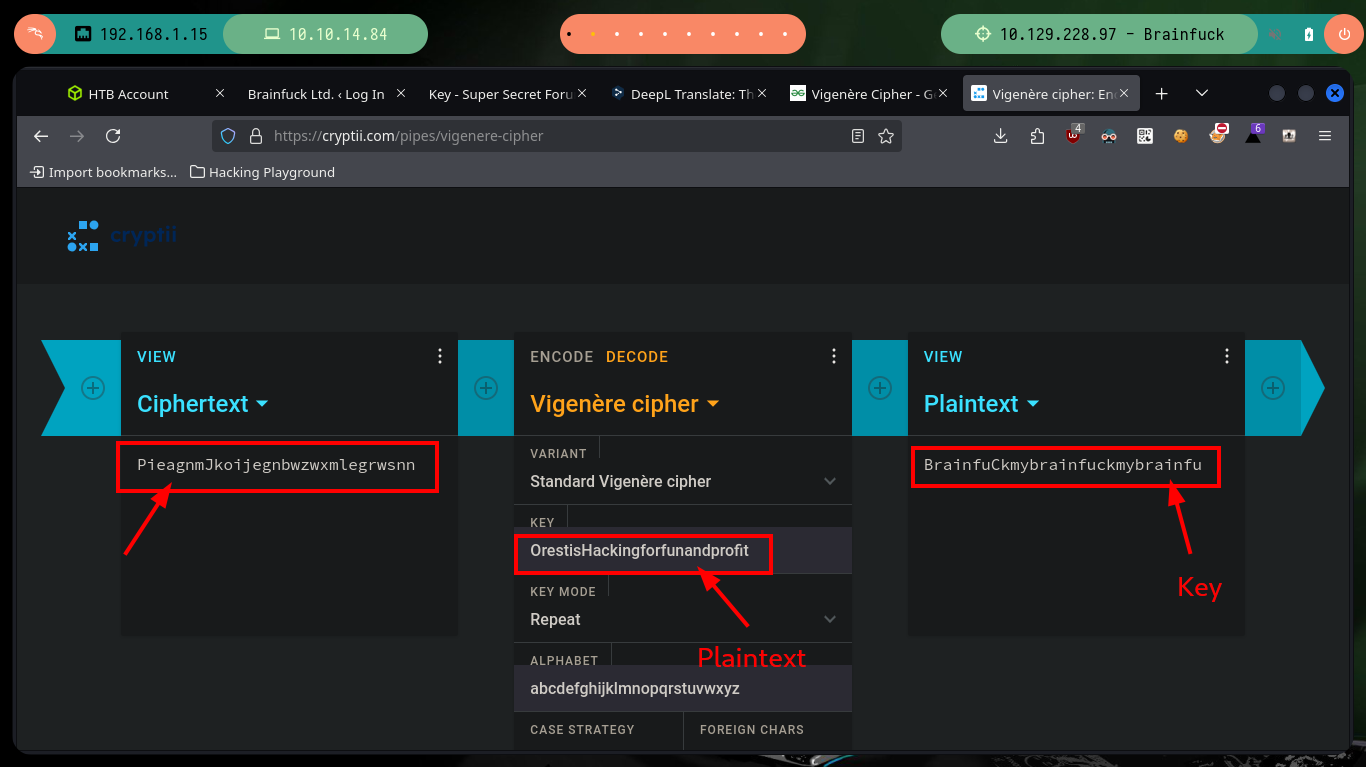 192.168.1.15 10.10.14.84 10.129.228.97 - Brainfuck
HTB Account Brainfuck Ltd. ‹ Log In Key - Super Secret Foru DeepL Translate: Th Vigenère Cipher - Ge Vigenère cipher: Enc
https://cryptii.com/pipes/vigenere-cipher 4 6
Import bookmarks... Hacking Playground
cryptii
VIEW ENCODE DECODE VIEW
Ciphertext Vigenère cipher Plaintext
VARIANT
PieagnmJkoijegnbwzwxmlegrwsnn BrainfuCkmybrainfuckmybrainfu
Standard Vigenère cipher
KEY
OrestisHackingforfunandprofit
Key
KEY MODE
Repeat
Plaintext
ALPHABET
abcdefghijklmnopqrstuvwxyz
CASE STRATEGY FOREIGN CHARS